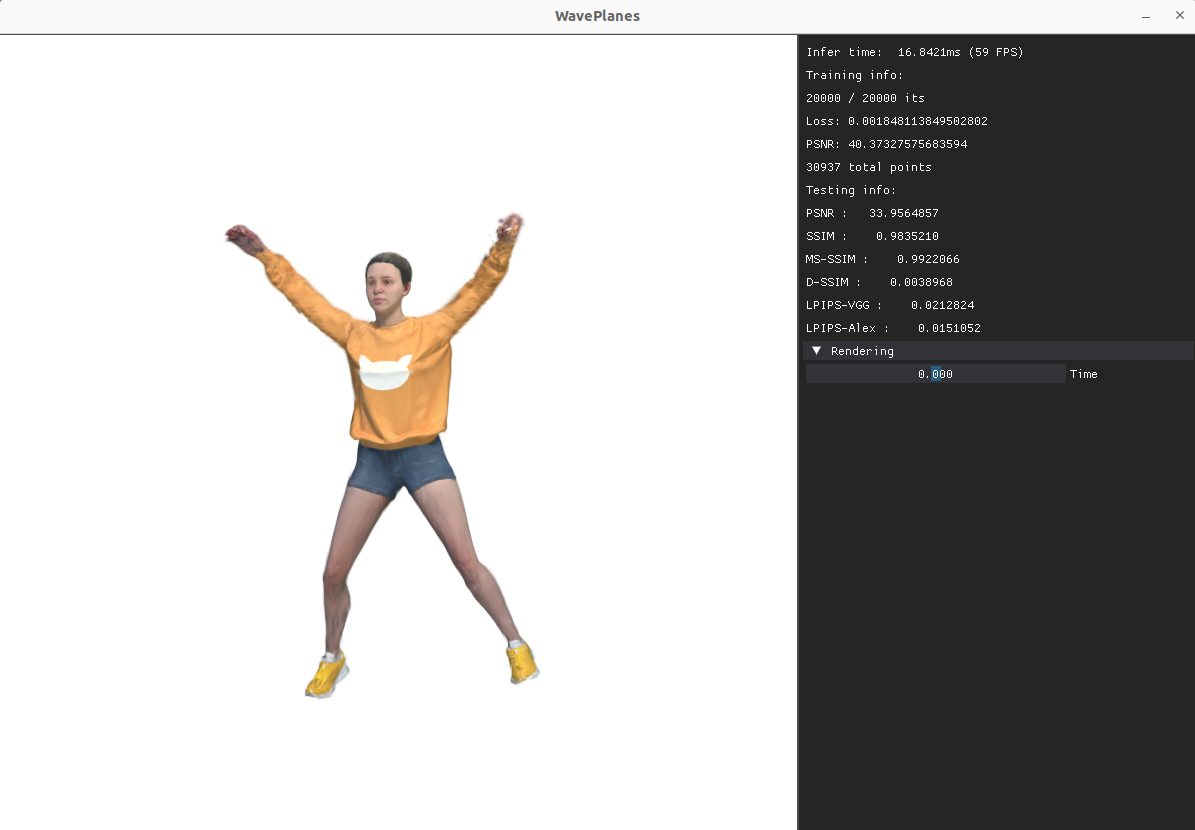 WavePlanes
Infer time:  16.8421ms (59 FPS)
Training info:
20000 / 20000 its
Loss: 0.001848113849502802
PSNR: 40.37327575683594
30937 total points
Testing info:
PSNR :   33.9564857
SSIM :    0.9835210
MS-SSIM :    0.9922066
D-SSIM :    0.0038968
LPIPS-VGG :    0.0212824
LPIPS-Alex :    0.0151052
Rendering
0.000 Time